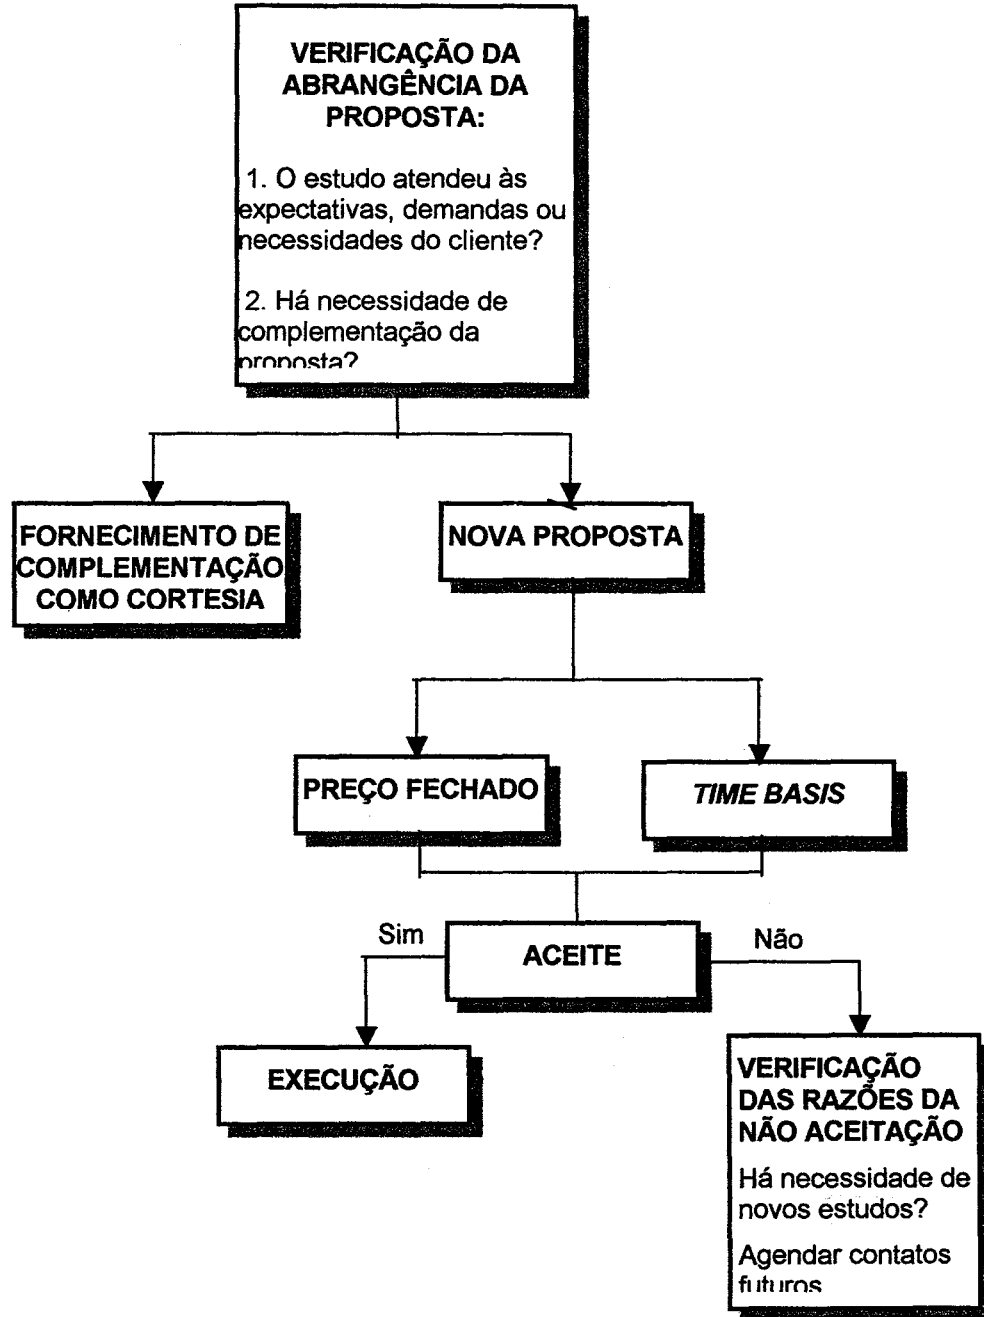 VERIFICAÇÃO DA
ABRANGÊNCIA DA
PROPOSTA:
1. O estudo atendeu às
expectativas, demandas ou
necessidades do cliente?
2. Há necessidade de
complementação da
proposta?
FORNECIMENTO DE
COMPLEMENTAÇÃO
COMO CORTESIA
NOVA PROPOSTA
PREÇO FECHADO
TIME BASIS
Sim
ACEITE
Não
EXECUÇÃO
VERIFICAÇÃO
DAS RAZÕES DA
NÃO ACEITAÇÃO
Há necessidade de
novos estudos?
Agendar contatos
futuros